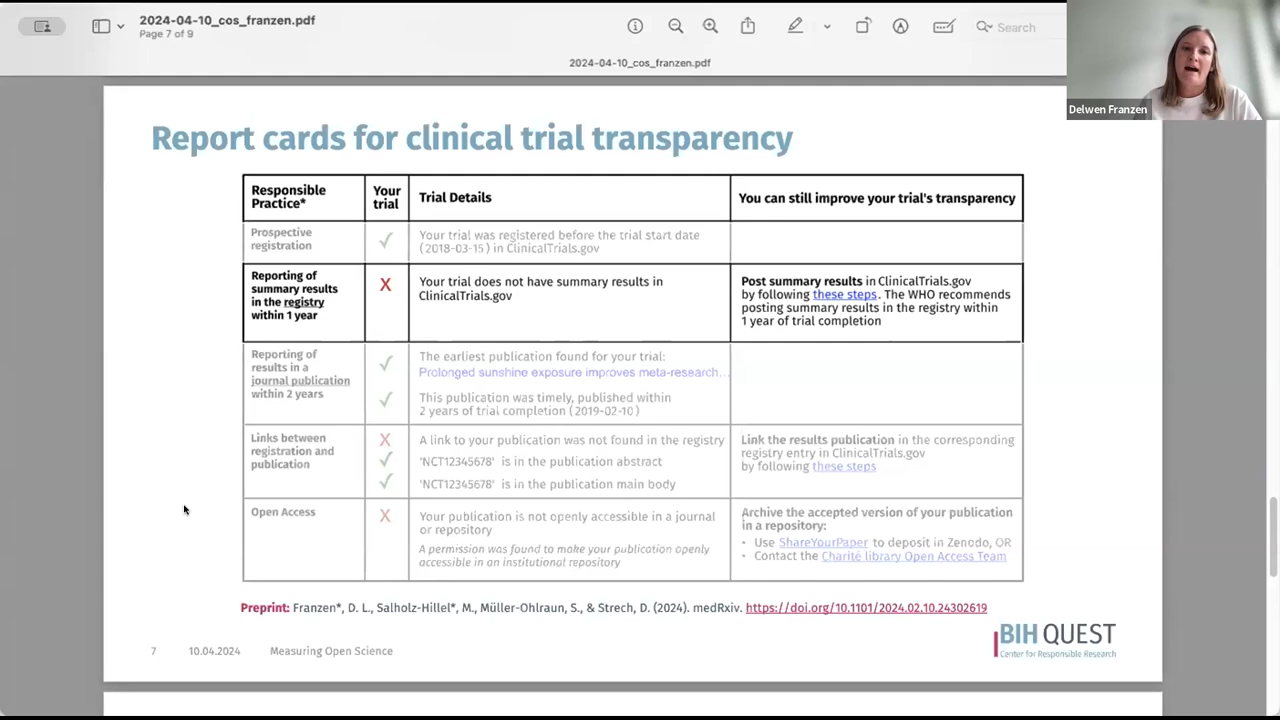 2024-04-10_cos_franzen.pdf
Page 7 of 9
Search
2024-04-10_cos_franzen.pdf
Delwen Franzen
Report cards for clinical trial transparency
Responsible Practice*
Your trial
Trial Details
You can still improve your trial's transparency
Prospective registration
Your trial was registered before the trial start date
(2018-03-15) in ClinicalTrials.gov
Reporting of
summary results
in the registry
within 1 year
X
Your trial does not have summary results in
ClinicalTrials.gov
Post summary results in ClinicalTrials.gov
by following these steps. The WHO recommends
posting summary results in the registry within
1 year of trial completion
Reporting of
results in a
journal publication
within 2 years
The earliest publication found for your trial:
Prolonged sunshine exposure improves meta-research...
This publication was timely, published within
2 years of trial completion (2019-02-10)
Links between
registration and
publication
X
A link to your publication was not found in the registry
'NCT12345678' is in the publication abstract
'NCT12345678' is in the publication main body
Link the results publication in the corresponding
registry entry in ClinicalTrials.gov
by following these steps
Open Access
X
Your publication is not openly accessible in a journal
or repository
A permission was found to make your publication openly
accessible in an institutional repository
Archive the accepted version of your publication
in a repository:
• Use ShareYourPaper to deposit in Zenodo, OR
• Contact the Charité library Open Access Team
Preprint: Franzen*, D. L., Salholz-Hillel*, M., Müller-Ohlraun, S., & Strech, D. (2024). medRxiv. https://doi.org/10.1101/2024.02.10.24302619
7
10.04.2024
Measuring Open Science
BIH QUEST
Center for Responsible Research